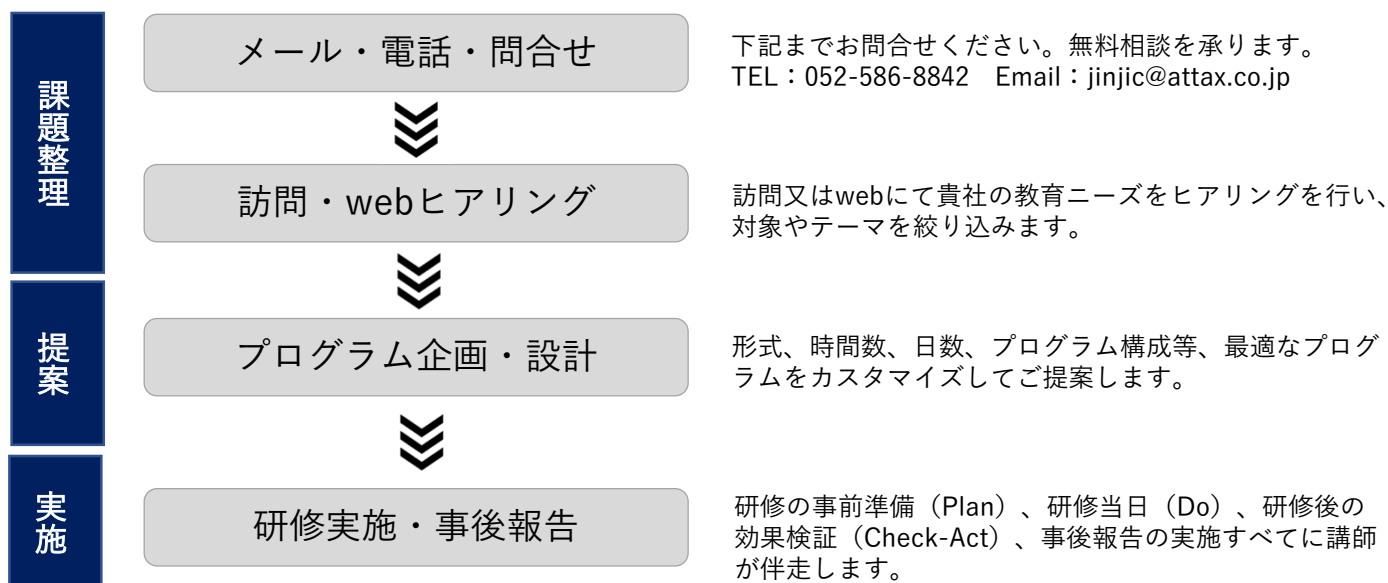 課題整理
メール・電話・問合せ
下記までお問合せください。無料相談を承ります。
TEL：052-586-8842　Email：jinjic@attax.co.jp
訪問・webヒアリング
訪問又はwebにて貴社の教育ニーズをヒアリングを行い、
対象やテーマを絞り込みます。
提案
プログラム企画・設計
形式、時間数、日数、プログラム構成等、最適なプログ
ラムをカスタマイズしてご提案します。
実施
研修実施・事後報告
研修の事前準備（Plan）、研修当日（Do）、研修後の
効果検証（Check-Act）、事後報告の実施すべてに講師
が伴走します。